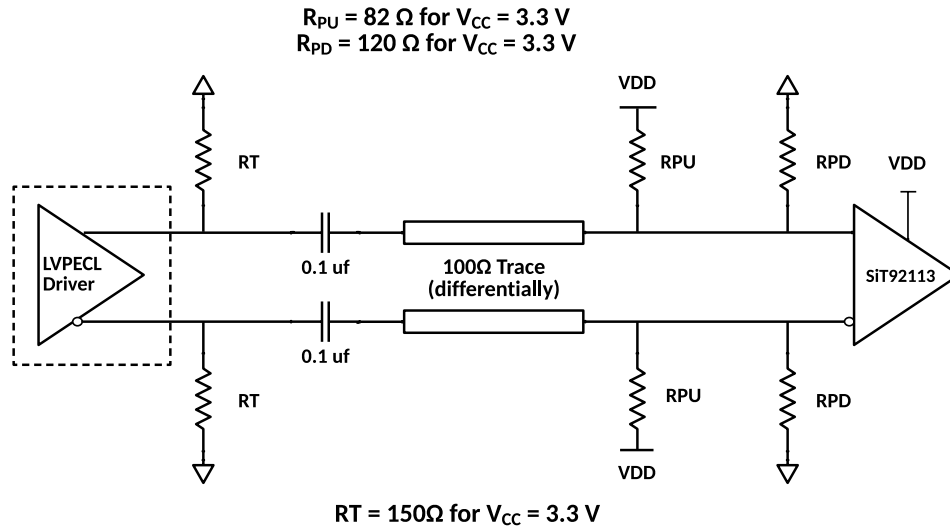 R_PU = 82 Ω for V_CC = 3.3 V
R_PD = 120 Ω for V_CC = 3.3 V
VDD
RT
RPU
RPD
VDD
LVPECL
Driver
0.1 uf
100Ω Trace
(differentially)
SiT92113
0.1 uf
RT
RPU
RPD
VDD
RT = 150Ω for V_CC = 3.3 V